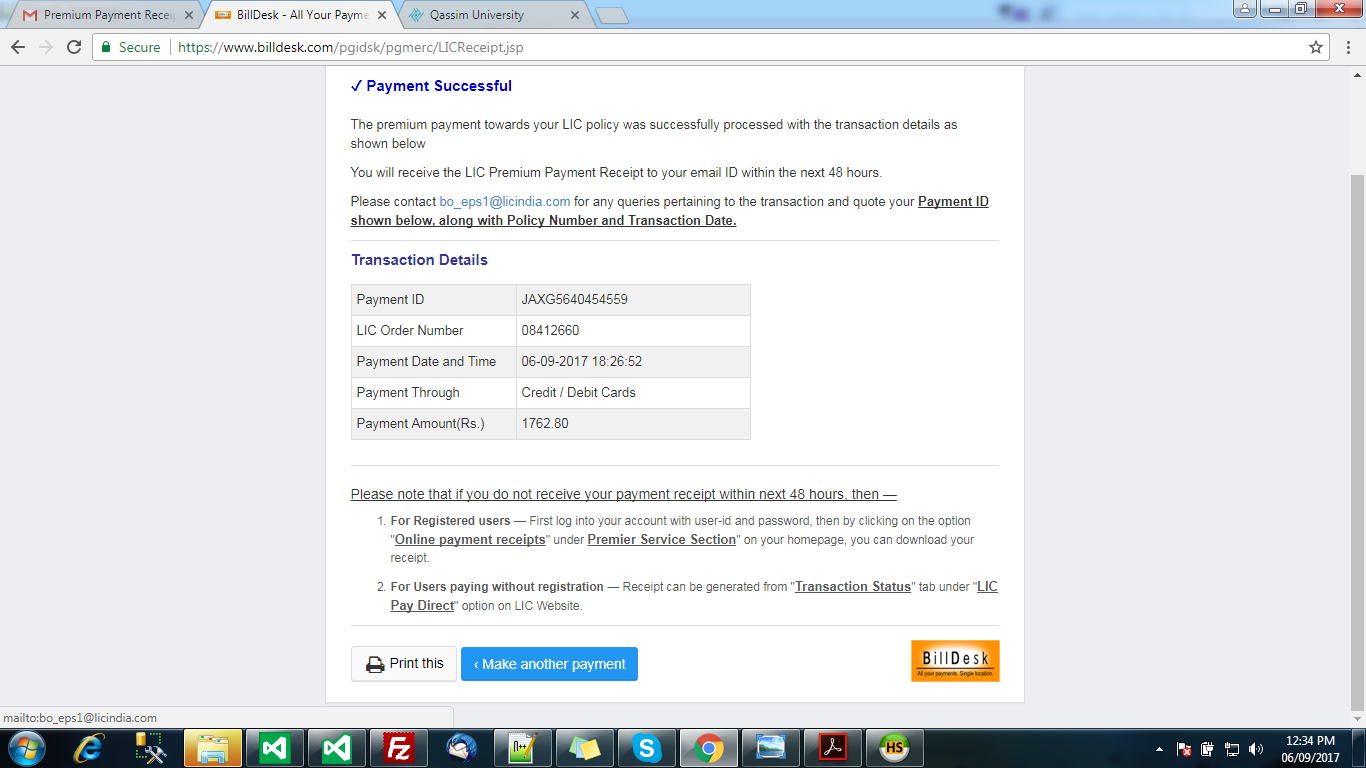 Premium Payment Recei
BillDesk - All Your Payme
Qassim University
Secure
https://www.billdesk.com/pgidsk/pgmerc/LICReceipt.jsp
✓ Payment Successful
The premium payment towards your LIC policy was successfully processed with the transaction details as
shown below
You will receive the LIC Premium Payment Receipt to your email ID within the next 48 hours.
Please contact bo_eps1@licindia.com for any queries pertaining to the transaction and quote your Payment ID
shown below, along with Policy Number and Transaction Date.
Transaction Details
Payment ID JAXG5640454559
LIC Order Number 08412660
Payment Date and Time 06-09-2017 18:26:52
Payment Through Credit / Debit Cards
Payment Amount(Rs.) 1762.80
Please note that if you do not receive your payment receipt within next 48 hours, then —
1. For Registered users — First log into your account with user-id and password, then by clicking on the option
"Online payment receipts" under Premier Service Section" on your homepage, you can download your
receipt.
2. For Users paying without registration — Receipt can be generated from "Transaction Status" tab under "LIC
Pay Direct" option on LIC Website.
Print this
‹ Make another payment
BillDesk
All your payments. Single location.
mailto:bo_eps1@licindia.com
HS
12:34 PM
06/09/2017